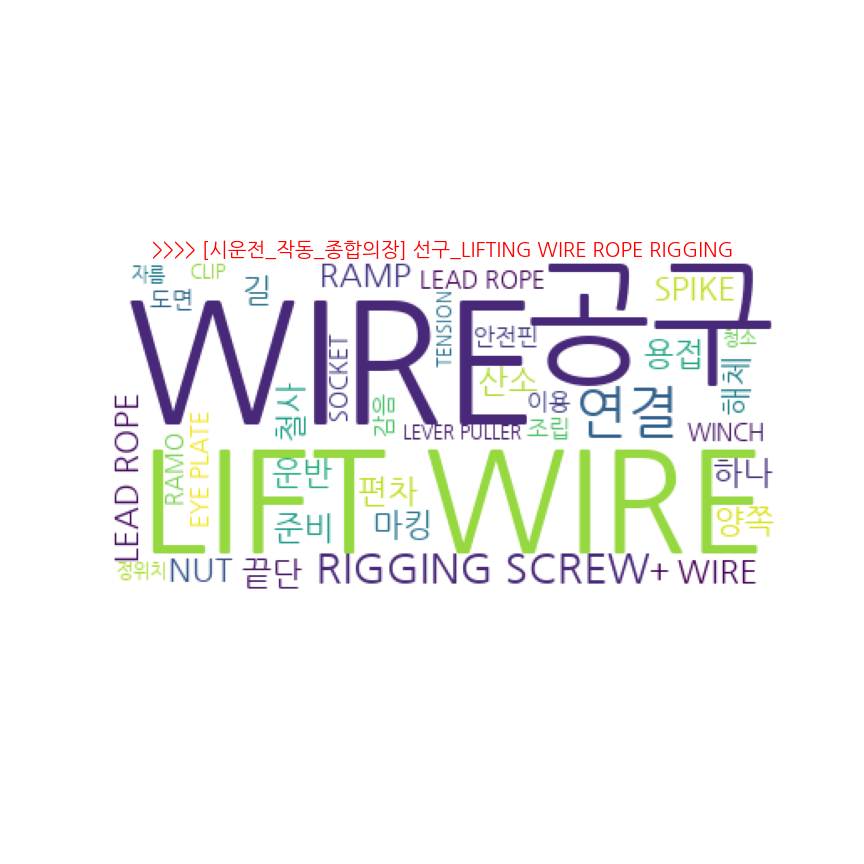 >>>> [시운전_작동_종합의장] 선구_LIFTING WIRE ROPE RIGGING
자름
CLIP
도면
길
RAMP
LEAD ROPE
SPIKE
WIRE
공구
TENSION
안전핀
청소
SOCKET
용접
해체
산소
철사
감음
이용
연결
LEAD ROPE
RAMO
EYE PLATE
LEVER PULLER
조립
WINCH
LIFT WIRE
운반
편차
하나
준비
마킹
양쪽
정위치
NUT
끝단
RIGGING SCREW+
WIRE